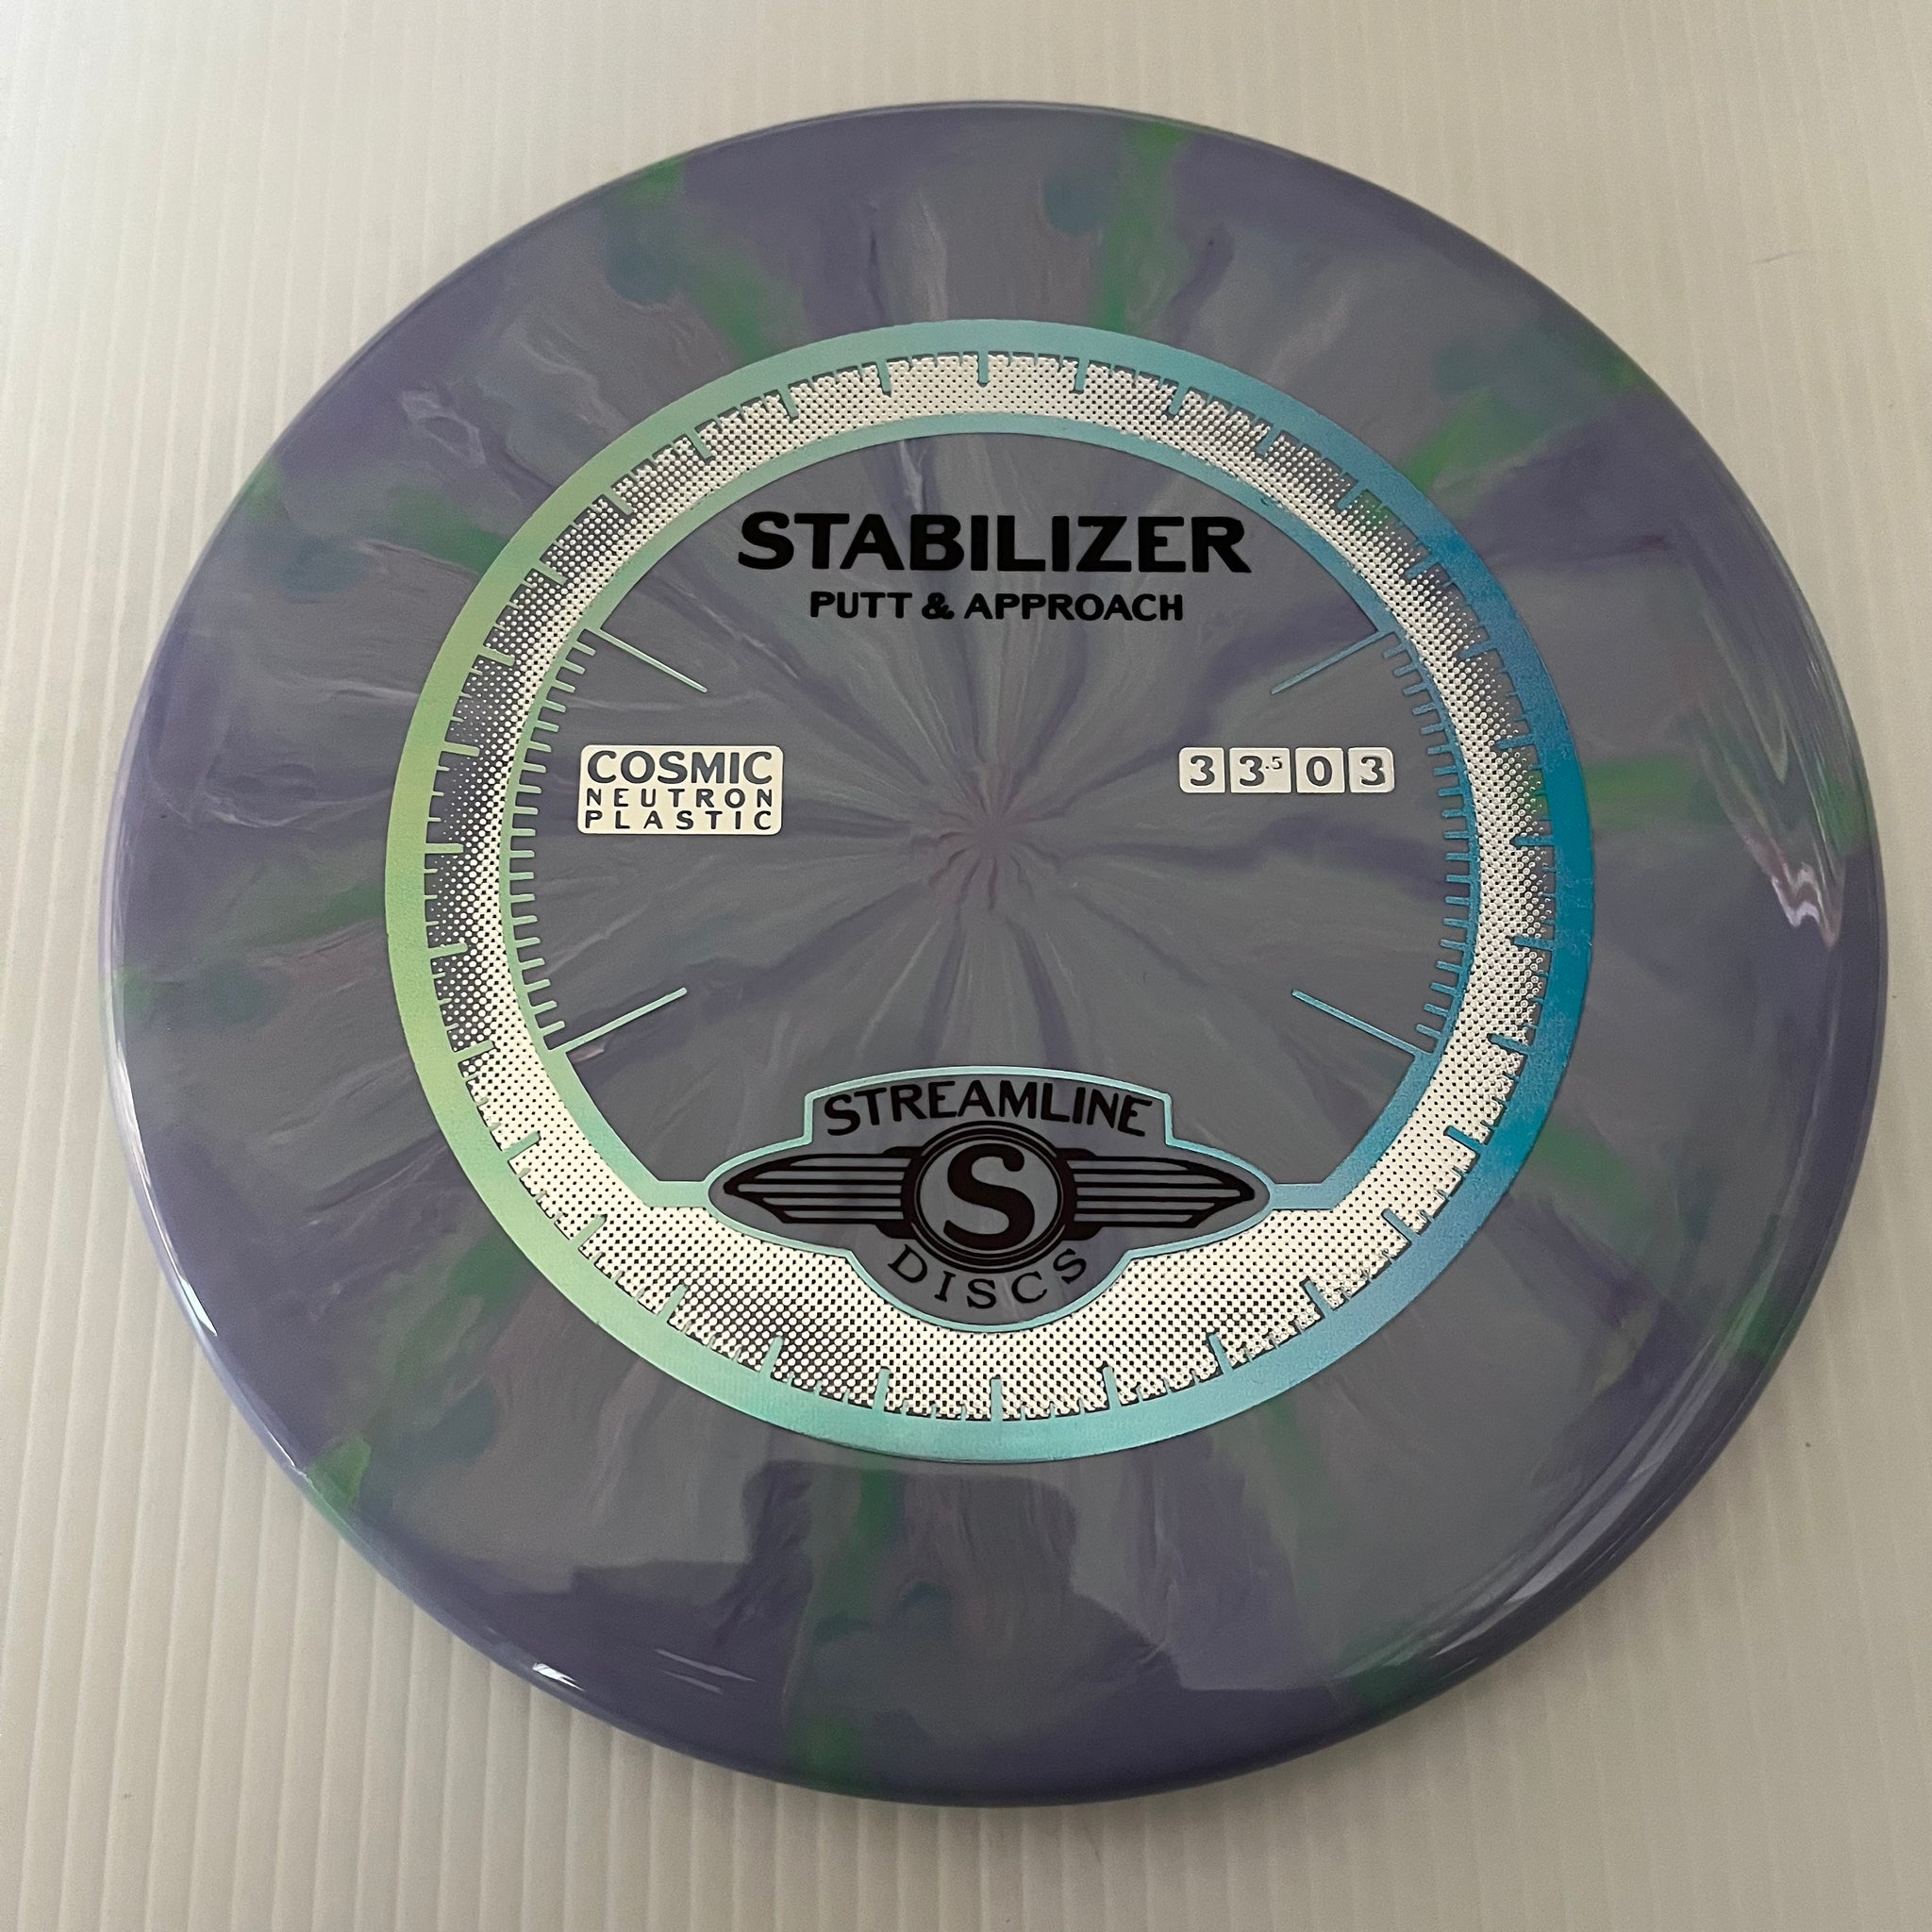 STABILIZER
PUTT & APPROACH
COSMIC
NEUTRON
PLASTIC
3 3.5 0 3
STREAMLINE
S
DISCS